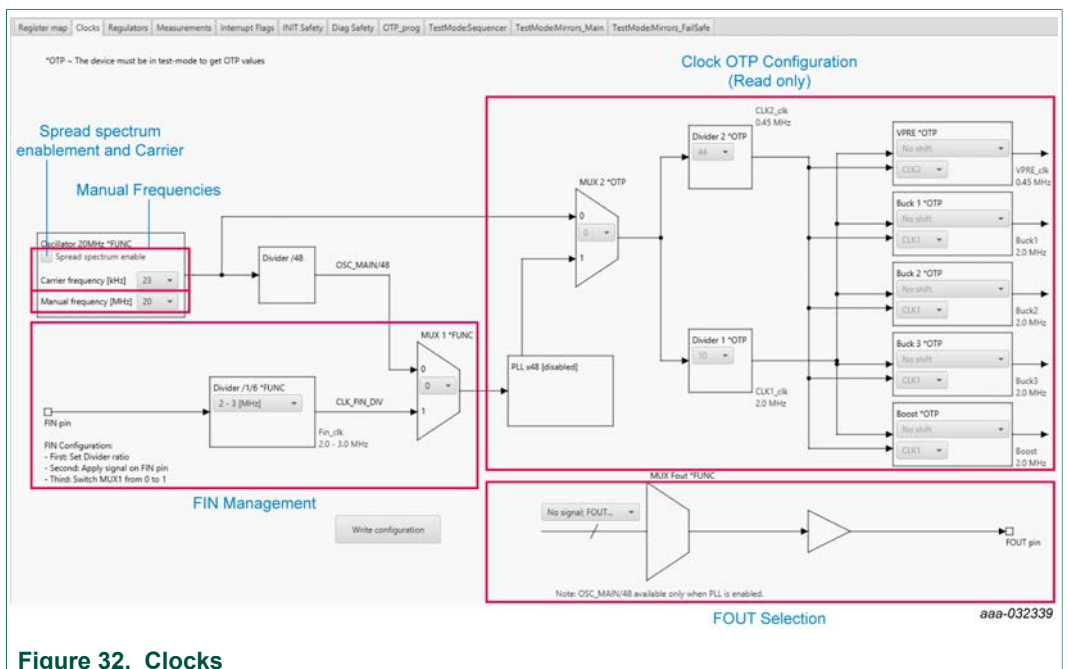 Register map Clocks Regulators Measurements Interrupt Flags INIT Safety Diag Safety OTP_prog TestMode:Sequencer TestMode:Mirrors_Main TestMode:Mirrors_FailSafe
*OTP ~ The device must be in test-mode to get OTP values
Clock OTP Configuration
(Read only)
Spread spectrum
enablement and Carrier
Manual Frequencies
Oscillator 20MHz *FUNC
Spread spectrum enable
Carrier frequency [kHz] 23
Manual frequency [MHz] 20
Divider /48
OSC_MAIN/48
MUX 1 *FUNC
0
0
1
Divider /1/6 *FUNC
2 - 3 [MHz]
CLK_FIN_DIV
Fin_clk
2.0 - 3.0 MHz
FIN pin
FIN Configuration:
- First: Set Divider ratio
- Second: Apply signal on FIN pin
- Third: Switch MUX1 from 0 to 1
FIN Management
Write configuration
MUX 2 *OTP
0
0
1
PLL x48 [disabled]
CLK2_clk
0.45 MHz
Divider 2 *OTP
44
Divider 1 *OTP
10
CLK1_clk
2.0 MHz
VPRE *OTP
No shift
CLK2
VPRE_clk
0.45 MHz
Buck 1 *OTP
No shift
CLK1
Buck1
2.0 MHz
Buck 2 *OTP
No shift
CLK1
Buck2
2.0 MHz
Buck 3 *OTP
No shift
CLK1
Buck3
2.0 MHz
Boost *OTP
No shift
CLK1
Boost
2.0 MHz
MUX Fout *FUNC
No signal; FOUT...
FOUT pin
Note: OSC_MAIN/48 available only when PLL is enabled.
FOUT Selection
aaa-032339
Figure 32. Clocks